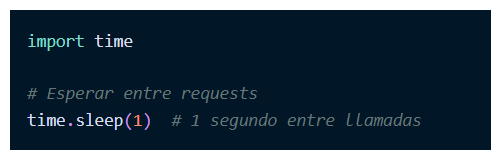 import time
# Esperar entre requests
time.sleep(1)  # 1 segundo entre llamadas